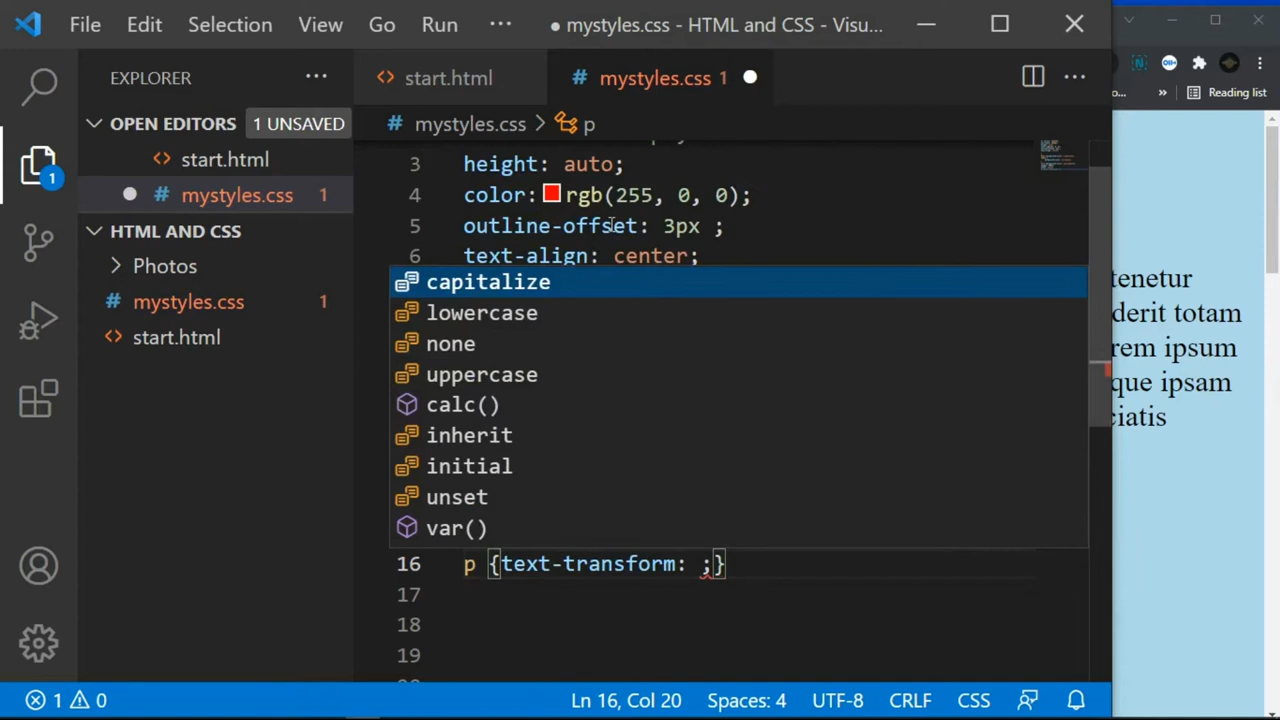 File Edit Selection View Go Run ··· ● mystyles.css - HTML and CSS - Visu...
EXPLORER ···
<> start.html # mystyles.css 1 ●
# mystyles.css > p
Reading list
OPEN EDITORS 1 UNSAVED
<> start.html
● # mystyles.css 1
HTML AND CSS
> Photos
# mystyles.css 1
<> start.html
1
3 height: auto;
4 color: rgb(255, 0, 0);
5 outline-offset: 3px ;
6 text-align: center;
capitalize
lowercase
none
uppercase
calc()
inherit
initial
unset
var()
16 p {text-transform: ;}
17
18
19
tenetur
derit totam
rem ipsum
que ipsam
ciatis
1 0 Ln 16, Col 20 Spaces: 4 UTF-8 CRLF CSS